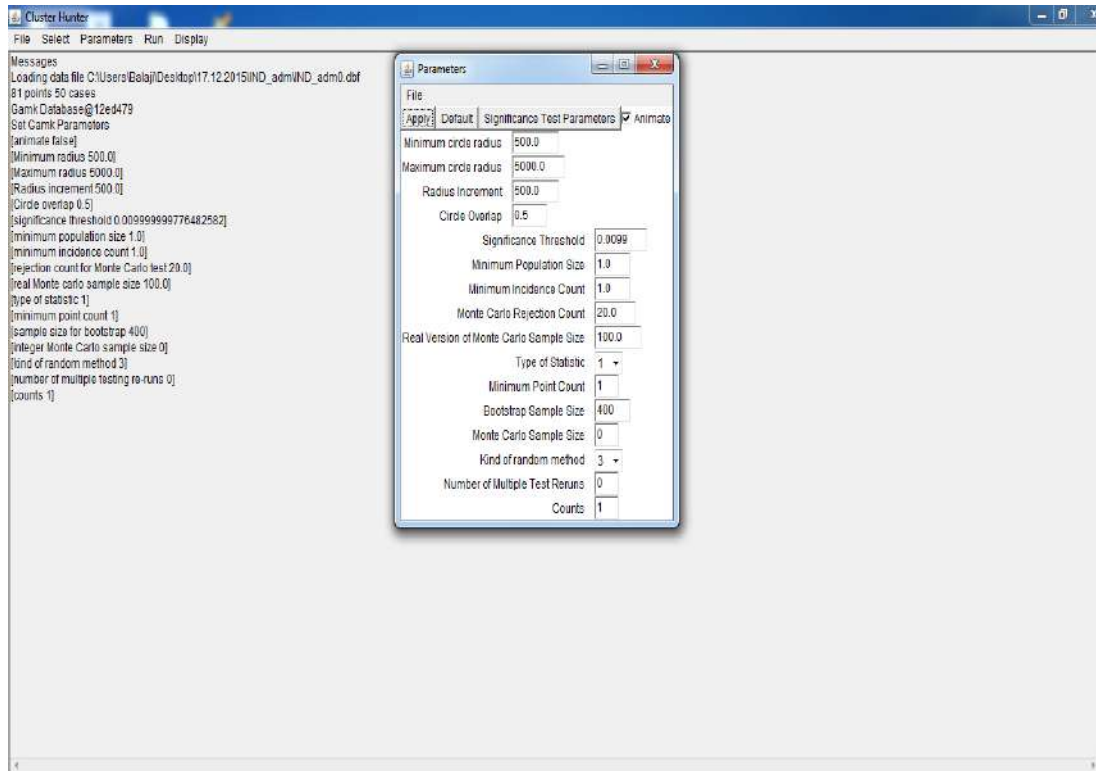 Cluster Hunter
File Select Parameters Run Display
Messages
Loading data file C:\Users\Balaji\Desktop\17.12.2015\IND_adm\IND_adm0.dbf
81 points 50 cases
Gamk Database@12ed479
Set Gamk Parameters
[animate false]
[Minimum radius 500.0]
[Maximum radius 5000.0]
[Radius increment 500.0]
[Circle overlap 0.5]
[significance threshold 0.009999999776482582]
[minimum population size 1.0]
[minimum incidence count 1.0]
[rejection count for Monte Carlo test 20.0]
[real Monte carlo sample size 100.0]
[type of statistic 1]
[minimum point count 1]
[sample size for bootstrap 400]
[integer Monte Carlo sample size 0]
[kind of random method 3]
[number of multiple testing re-runs 0]
[counts 1]
Parameters
File
Apply Default Significance Test Parameters Animate
Minimum circle radius 500.0
Maximum circle radius 5000.0
Radius Increment 500.0
Circle Overlap 0.5
Significance Threshold 0.0099
Minimum Population Size 1.0
Minimum Incidence Count 1.0
Monte Carlo Rejection Count 20.0
Real Version of Monte Carlo Sample Size 100.0
Type of Statistic 1
Minimum Point Count 1
Bootstrap Sample Size 400
Monte Carlo Sample Size 0
Kind of random method 3
Number of Multiple Test Reruns 0
Counts 1